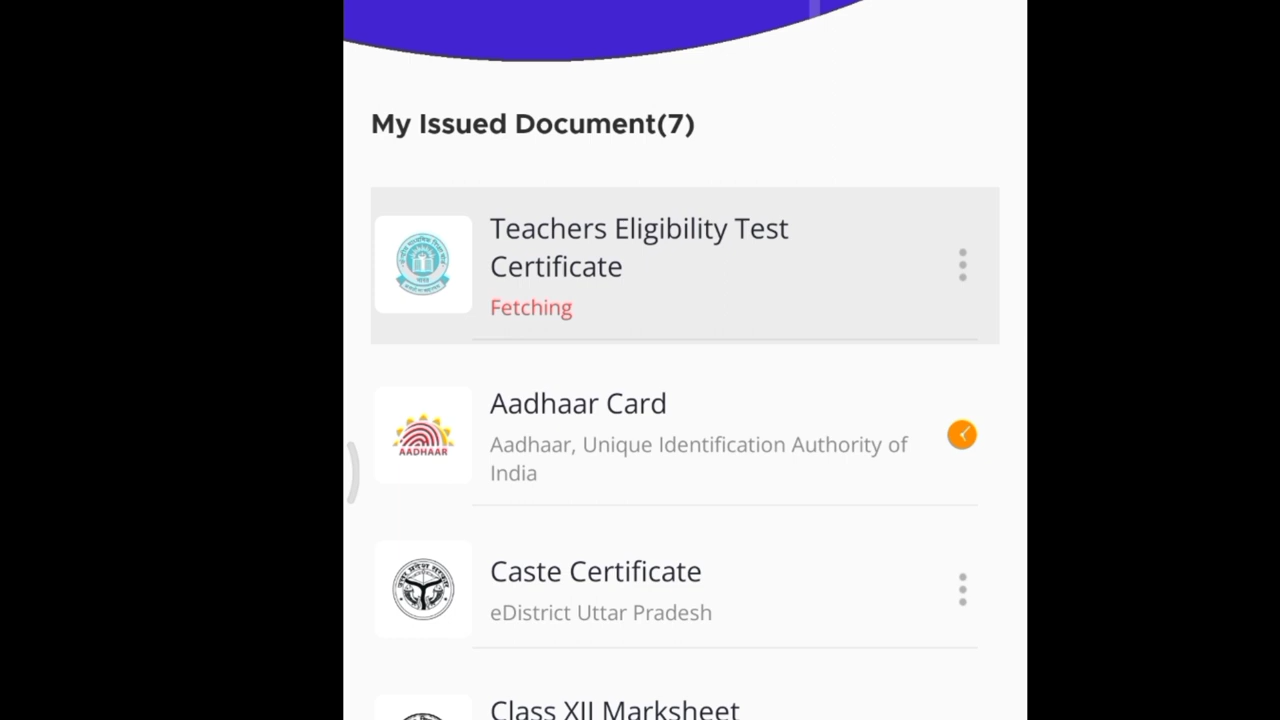 My Issued Document(7)
Teachers Eligibility Test
Certificate
Fetching
AADHAAR
Aadhaar Card
Aadhaar, Unique Identification Authority of
India
Caste Certificate
eDistrict Uttar Pradesh
Class XII Marksheet